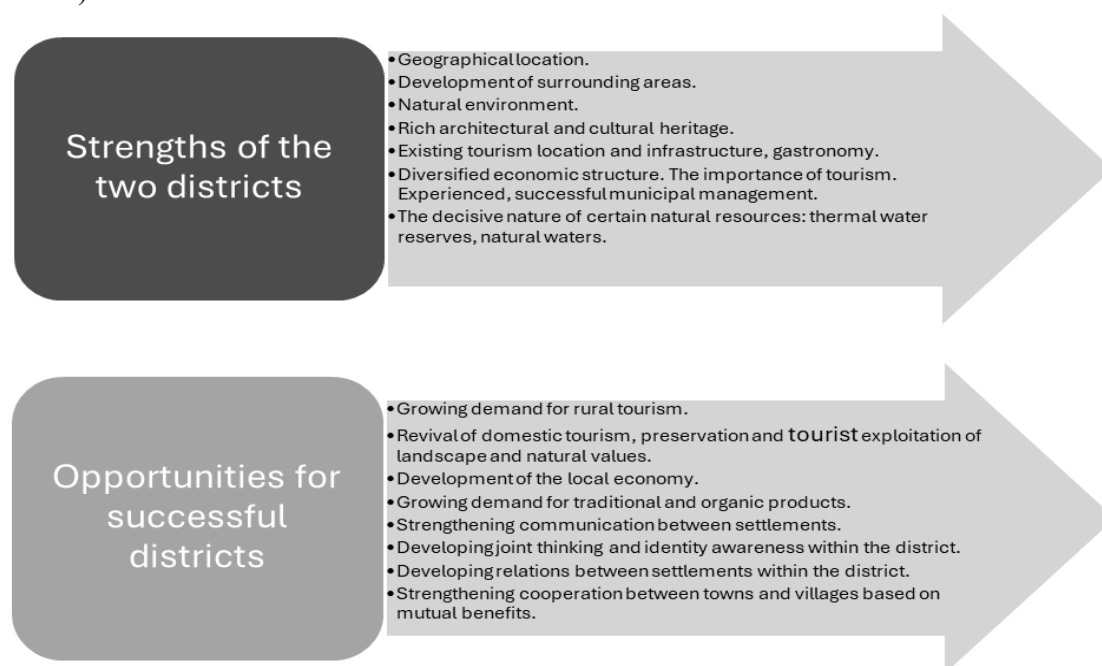 Strengths of the
two districts
•Geographical location.
•Development of surrounding areas.
•Natural environment.
•Rich architectural and cultural heritage.
•Existing tourism location and infrastructure, gastronomy.
•Diversified economic structure. The importance of tourism.
Experienced, successful municipal management.
•The decisive nature of certain natural resources: thermal water
reserves, natural waters.
Opportunities for
successful
districts
•Growing demand for rural tourism.
•Revival of domestic tourism, preservation and tourist exploitation of
landscape and natural values.
•Development of the local economy.
•Growing demand for traditional and organic products.
•Strengthening communication between settlements.
•Developing joint thinking and identity awareness within the district.
•Developing relations between settlements within the district.
•Strengthening cooperation between towns and villages based on
mutual benefits.